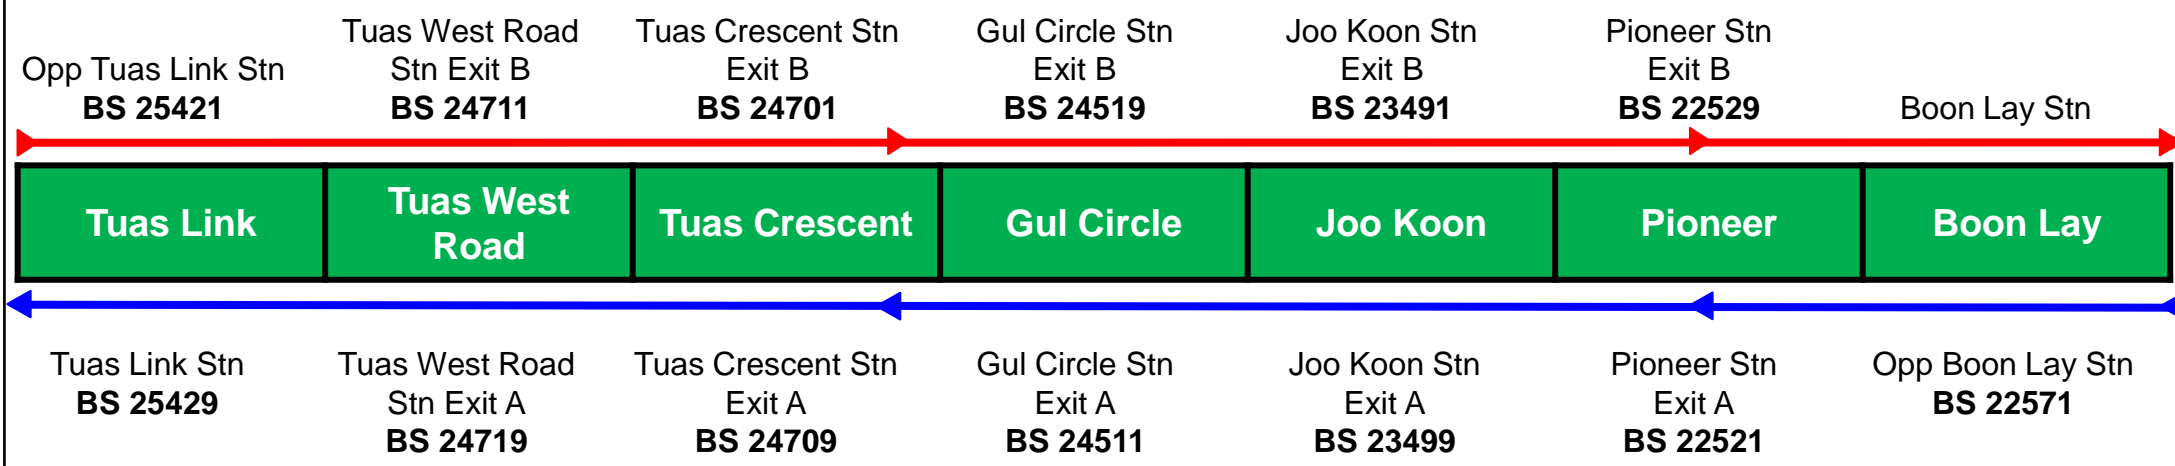 Opp Tuas Link Stn
BS 25421
Tuas West Road
Stn Exit B
BS 24711
Tuas Crescent Stn
Exit B
BS 24701
Gul Circle Stn
Exit B
BS 24519
Joo Koon Stn
Exit B
BS 23491
Pioneer Stn
Exit B
BS 22529
Boon Lay Stn
Tuas Link
Tuas West
Road
Tuas Crescent
Gul Circle
Joo Koon
Pioneer
Boon Lay
Tuas Link Stn
BS 25429
Tuas West Road
Stn Exit A
BS 24719
Tuas Crescent Stn
Exit A
BS 24709
Gul Circle Stn
Exit A
BS 24511
Joo Koon Stn
Exit A
BS 23499
Pioneer Stn
Exit A
BS 22521
Opp Boon Lay Stn
BS 22571